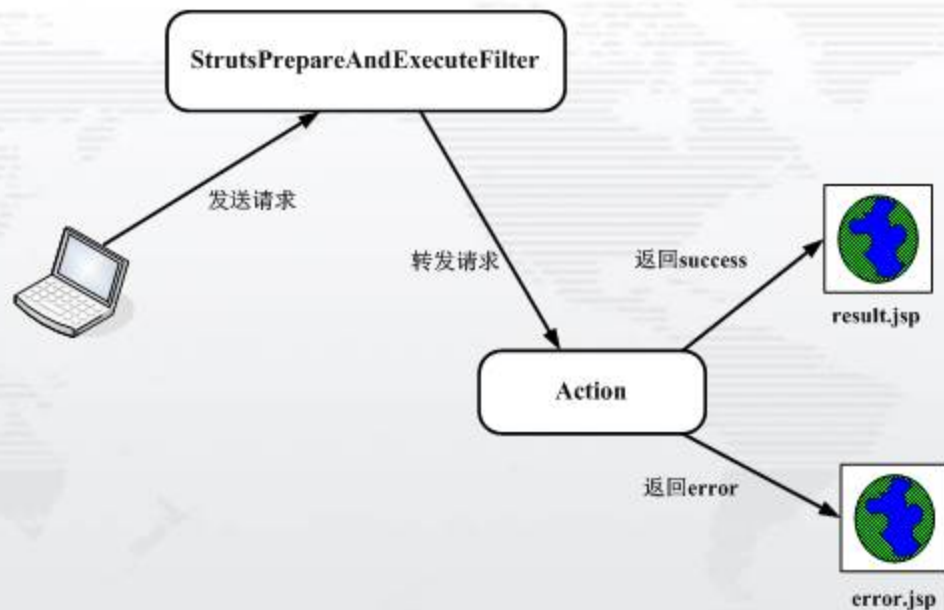 StrutsPrepareAndExecuteFilter
发送请求
转发请求
返回success
result.jsp
Action
返回error
error.jsp